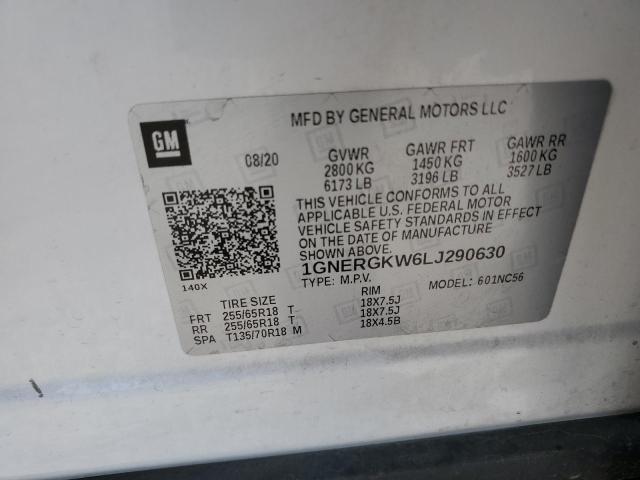 MFD BY GENERAL MOTORS LLC
GM
08/20
GVWR GAWR FRT GAWR RR
2800 KG 1450 KG 1600 KG
6173 LB 3196 LB 3527 LB
THIS VEHICLE CONFORMS TO ALL
APPLICABLE U.S. FEDERAL MOTOR
VEHICLE SAFETY STANDARDS IN EFFECT
ON THE DATE OF MANUFACTURE
SHOWN ABOVE.
1GNERGKW6LJ290630
TYPE: M.P.V. MODEL: 601NC56
140X
TIRE SIZE RIM
FRT 255/65R18 T 18X7.5J
RR 255/65R18 T 18X7.5J
SPA T135/70R18 M 18X4.5B